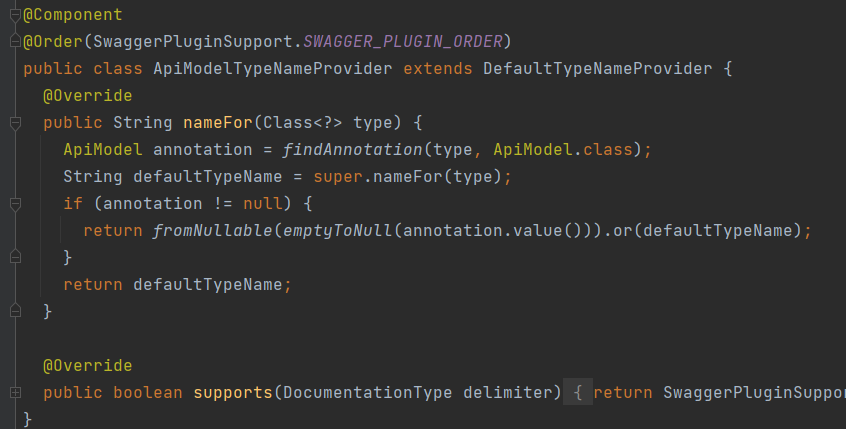 @Component
@Order(SwaggerPluginSupport.SWAGGER_PLUGIN_ORDER)
public class ApiModelTypeNameProvider extends DefaultTypeNameProvider {
  @Override
  public String nameFor(Class<?> type) {
    ApiModel annotation = findAnnotation(type, ApiModel.class);
    String defaultTypeName = super.nameFor(type);
    if (annotation != null) {
      return fromNullable(emptyToNull(annotation.value())).or(defaultTypeName);
    }
    return defaultTypeName;
  }

  @Override
  public boolean supports(DocumentationType delimiter) { return SwaggerPluginSuppo
}